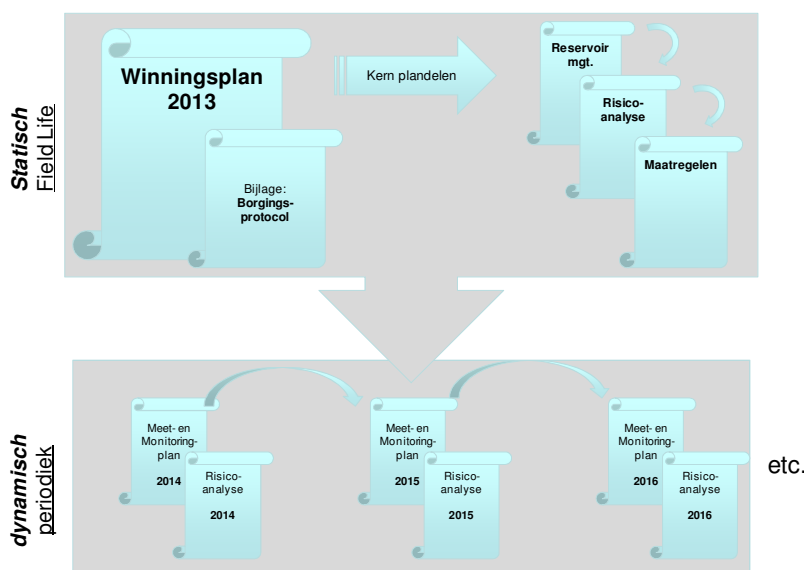 Statisch
Field Life
Winningsplan
2013
Bijlage:
Borgings-
protocol
Kern plandelen
Reservoir
mgt.
Risico-
analyse
Maatregelen
dynamisch
periodiek
Meet- en
Monitoring-
plan
2014
Risico-
analyse
2014
Meet- en
Monitoring-
plan
2015
Risico-
analyse
2015
Meet- en
Monitoring-
plan
2016
Risico-
analyse
2016
etc.